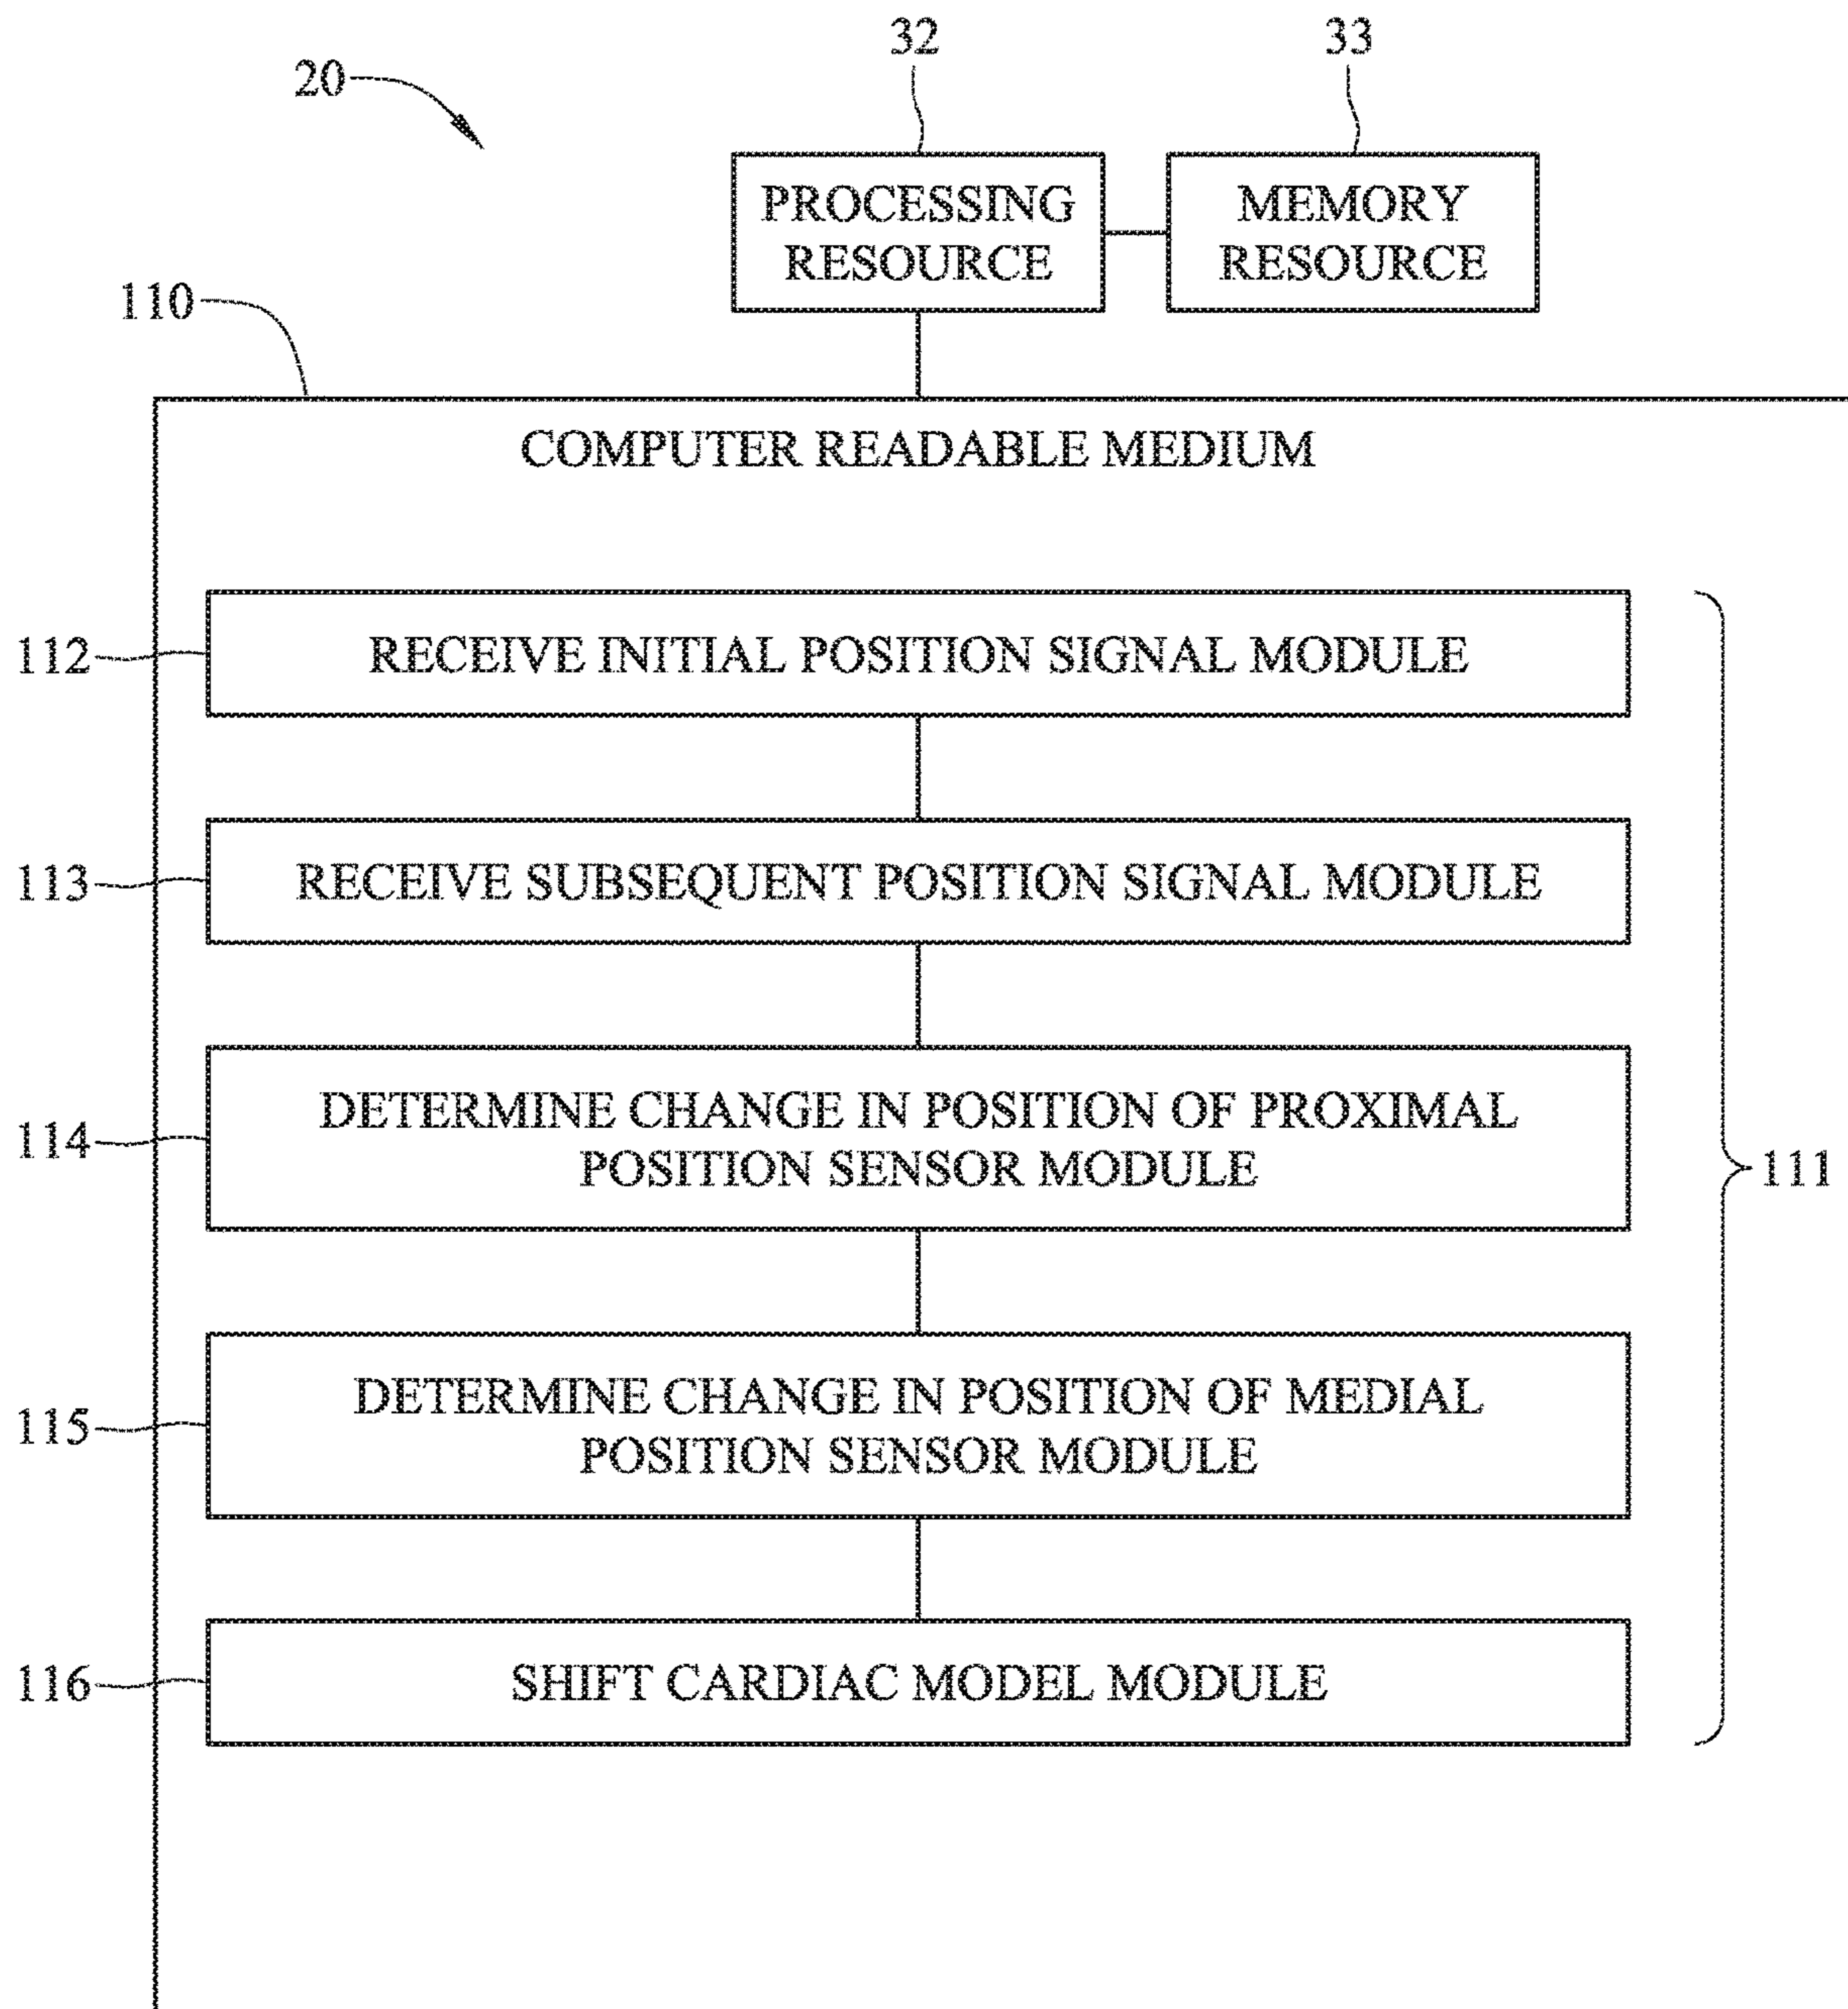 32
33
20
PROCESSING
RESOURCE
MEMORY
RESOURCE
110
COMPUTER READABLE MEDIUM
112
RECEIVE INITIAL POSITION SIGNAL MODULE
113
RECEIVE SUBSEQUENT POSITION SIGNAL MODULE
114
DETERMINE CHANGE IN POSITION OF PROXIMAL
POSITION SENSOR MODULE
111
115
DETERMINE CHANGE IN POSITION OF MEDIAL
POSITION SENSOR MODULE
116
SHIFT CARDIAC MODEL MODULE